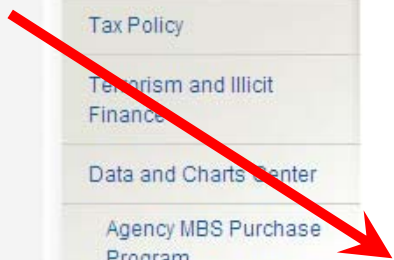 Tax Policy
Terrorism and Illicit
Finance
Data and Charts Center
Agency MBS Purchase
Program